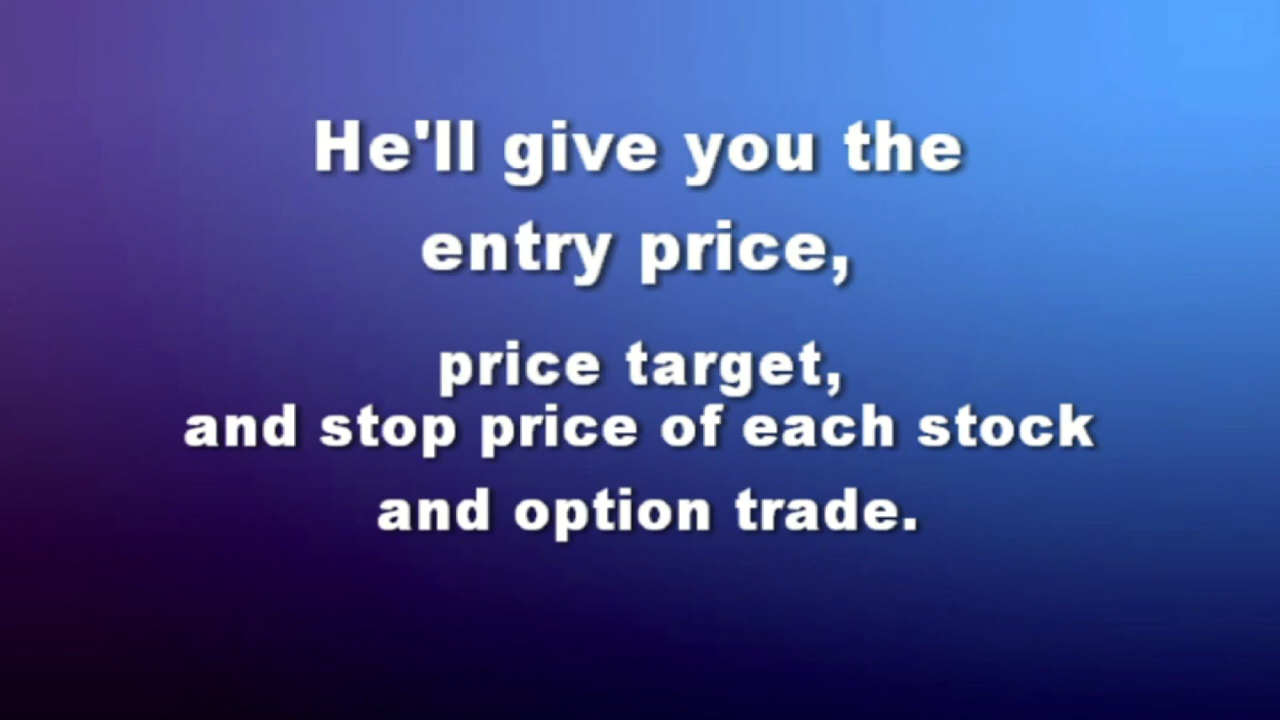 He'll give you the
entry price,
price target,
and stop price of each stock
and option trade.